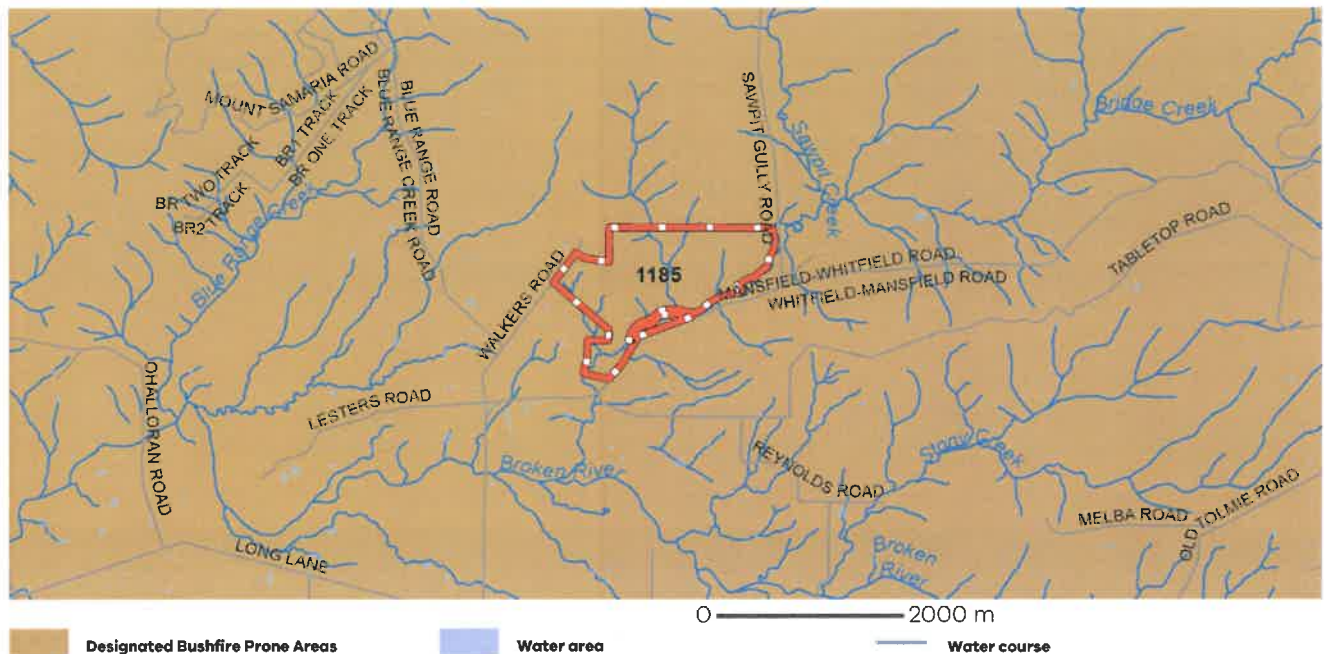 MOUNT SAMARIA ROAD
BR1 TRACK
BR ONE TRACK
BLUE RANGE ROAD
BLUE RANGE CREEK ROAD
BR TWO TRACK
BR2 TRACK
Blue Range Creek
SAWPIT GULLY ROAD
Sawpit Creek
Bridge Creek
TABLETOP ROAD
1185
MANSFIELD-WHITFIELD ROAD
WHITFIELD-MANSFIELD ROAD
WALKERS ROAD
OHALLORAN ROAD
LESTERS ROAD
Broken River
REYNOLDS ROAD
Stony Creek
MELBA ROAD
OLD TOLMIE ROAD
LONG LANE
Broken
River
0 2000 m
Designated Bushfire Prone Areas
Water area
Water course